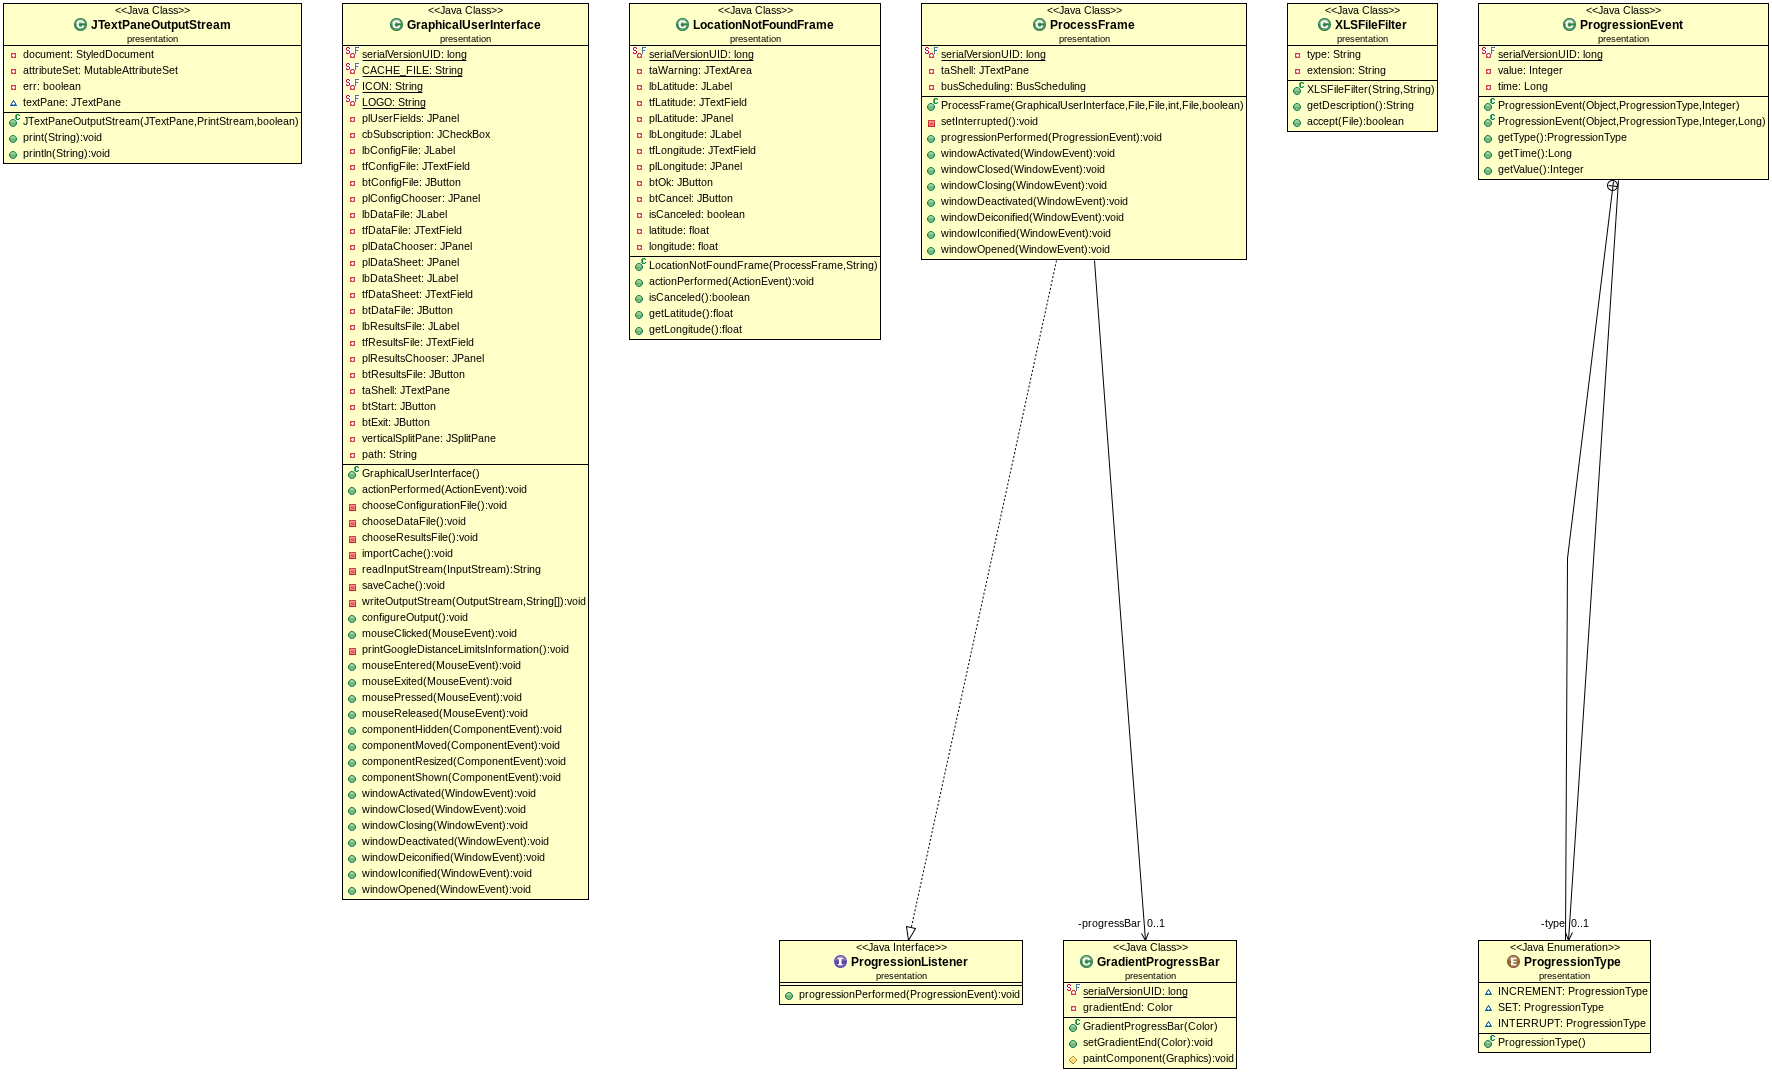 <<Java Class>>
JTextPaneOutputStream
presentation
document: StyledDocument
attributeSet: MutableAttributeSet
err: boolean
textPane: JTextPane
JTextPaneOutputStream(JTextPane,PrintStream,boolean)
print(String):void
println(String):void
<<Java Class>>
GraphicalUserInterface
presentation
serialVersionUID: long
CACHE_FILE: String
ICON: String
LOGO: String
plUserFields: JPanel
cbSubscription: JCheckBox
lbConfigFile: JLabel
tfConfigFile: JTextField
btConfigFile: JButton
plConfigChooser: JPanel
lbDataFile: JLabel
tfDataFile: JTextField
plDataChooser: JPanel
plDataSheet: JPanel
lbDataSheet: JLabel
tfDataSheet: JTextField
btDataFile: JButton
lbResultsFile: JLabel
tfResultsFile: JTextField
plResultsChooser: JPanel
btResultsFile: JButton
taShell: JTextPane
btStart: JButton
btExit: JButton
verticalSplitPane: JSplitPane
path: String
GraphicalUserInterface()
actionPerformed(ActionEvent):void
chooseConfigurationFile():void
chooseDataFile():void
chooseResultsFile():void
importCache():void
readInputStream(InputStream):String
saveCache():void
writeOutputStream(OutputStream,String[]):void
configureOutput():void
mouseClicked(MouseEvent):void
printGoogleDistanceLimitsInformation():void
mouseEntered(MouseEvent):void
mouseExited(MouseEvent):void
mousePressed(MouseEvent):void
mouseReleased(MouseEvent):void
componentHidden(ComponentEvent):void
componentMoved(ComponentEvent):void
componentResized(ComponentEvent):void
componentShown(ComponentEvent):void
windowActivated(WindowEvent):void
windowClosed(WindowEvent):void
windowClosing(WindowEvent):void
windowDeactivated(WindowEvent):void
windowDeiconified(WindowEvent):void
windowIconified(WindowEvent):void
windowOpened(WindowEvent):void
<<Java Class>>
LocationNotFoundFrame
presentation
serialVersionUID: long
taWarning: JTextArea
lbLatitude: JLabel
tfLatitude: JTextField
plLatitude: JPanel
lbLongitude: JLabel
tfLongitude: JTextField
plLongitude: JPanel
btOk: JButton
btCancel: JButton
isCanceled: boolean
latitude: float
longitude: float
LocationNotFoundFrame(ProcessFrame,String)
actionPerformed(ActionEvent):void
isCanceled():boolean
getLatitude():float
getLongitude():float
<<Java Class>>
ProcessFrame
presentation
serialVersionUID: long
taShell: JTextPane
busScheduling: BusScheduling
ProcessFrame(GraphicalUserInterface,File,File,int,File,boolean)
setInterrupted():void
progressionPerformed(ProgressionEvent):void
windowActivated(WindowEvent):void
windowClosed(WindowEvent):void
windowClosing(WindowEvent):void
windowDeactivated(WindowEvent):void
windowDeiconified(WindowEvent):void
windowIconified(WindowEvent):void
windowOpened(WindowEvent):void
<<Java Class>>
XLSFileFilter
presentation
type: String
extension: String
XLSFileFilter(String,String)
getDescription():String
accept(File):boolean
<<Java Class>>
ProgressionEvent
presentation
serialVersionUID: long
value: Integer
time: Long
ProgressionEvent(Object,ProgressionType,Integer)
ProgressionEvent(Object,ProgressionType,Integer,Long)
getType():ProgressionType
getTime():Long
getValue():Integer
-progressBar 0..1
-type 0..1
<<Java Interface>>
ProgressionListener
presentation
progressionPerformed(ProgressionEvent):void
<<Java Class>>
GradientProgressBar
presentation
serialVersionUID: long
gradientEnd: Color
GradientProgressBar(Color)
setGradientEnd(Color):void
paintComponent(Graphics):void
<<Java Enumeration>>
ProgressionType
presentation
INCREMENT: ProgressionType
SET: ProgressionType
INTERRUPT: ProgressionType
ProgressionType()